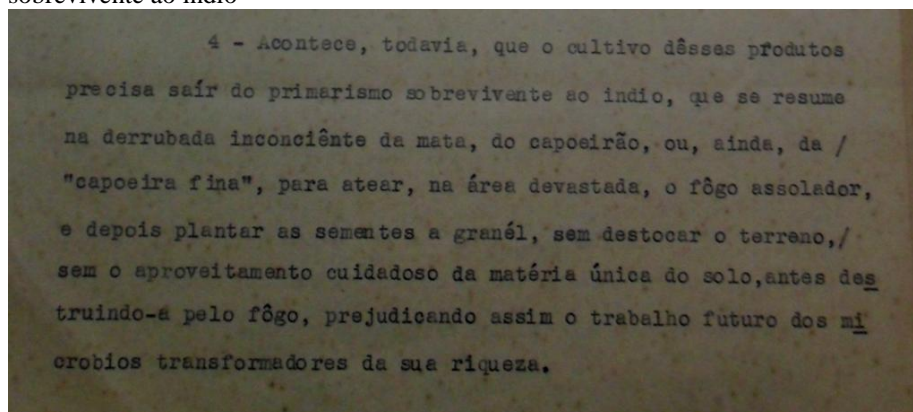 sobrevivente ao índio
4 - Acontece, todavia, que o cultivo dêsses produtos
precisa saír do primarismo sobrevivente ao indio, que se resume
na derrubada inconciênte da mata, do capoeirão, ou, ainda, da /
"capoeira fina", para atear, na área devastada, o fôgo assolador,
e depois plantar as sementes a granél, sem destocar o terreno,/
sem o aproveitamento cuidadoso da matéria única do solo,antes des
truindo-a pelo fôgo, prejudicando assim o trabalho futuro dos mi
crobios transformadores da sua riqueza.